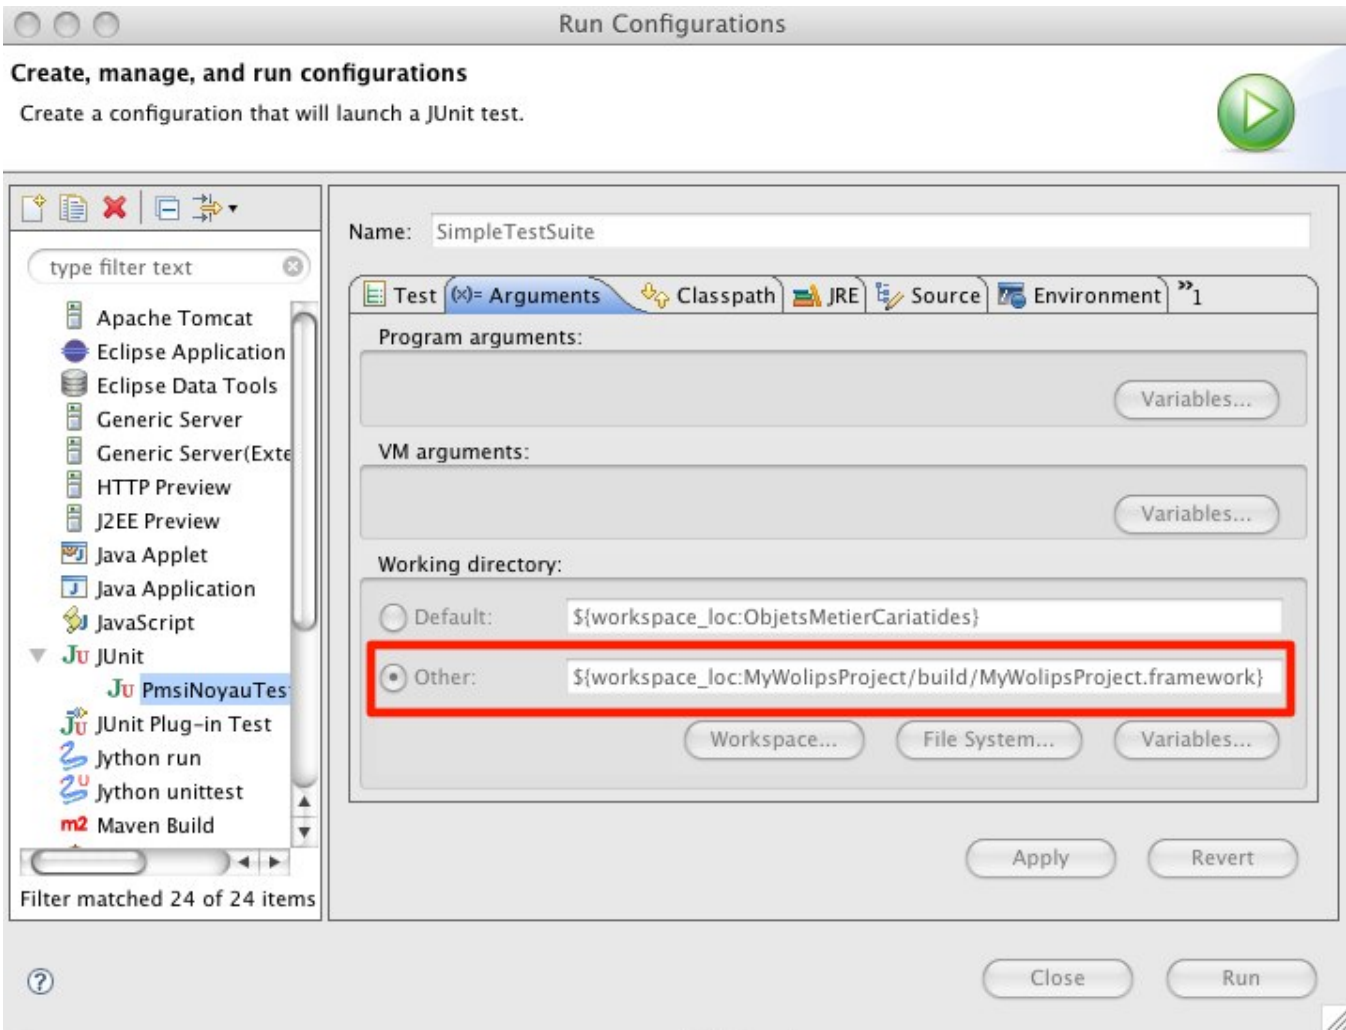 Run Configurations
Create, manage, and run configurations
Create a configuration that will launch a JUnit test.
type filter text
Apache Tomcat
Eclipse Application
Eclipse Data Tools
Generic Server
Generic Server(Exte
HTTP Preview
J2EE Preview
Java Applet
Java Application
JavaScript
Ju JUnit
Ju PmsiNoyauTes
Ju JUnit Plug-in Test
Jython run
Jython unittest
m2 Maven Build
Filter matched 24 of 24 items
Name: SimpleTestSuite
Test (x)= Arguments Classpath JRE Source Environment »1
Program arguments:
Variables...
VM arguments:
Variables...
Working directory:
Default: ${workspace_loc:ObjetsMetierCariatides}
Other: ${workspace_loc:MyWolipsProject/build/MyWolipsProject.framework}
Workspace... File System... Variables...
Apply Revert
? Close Run